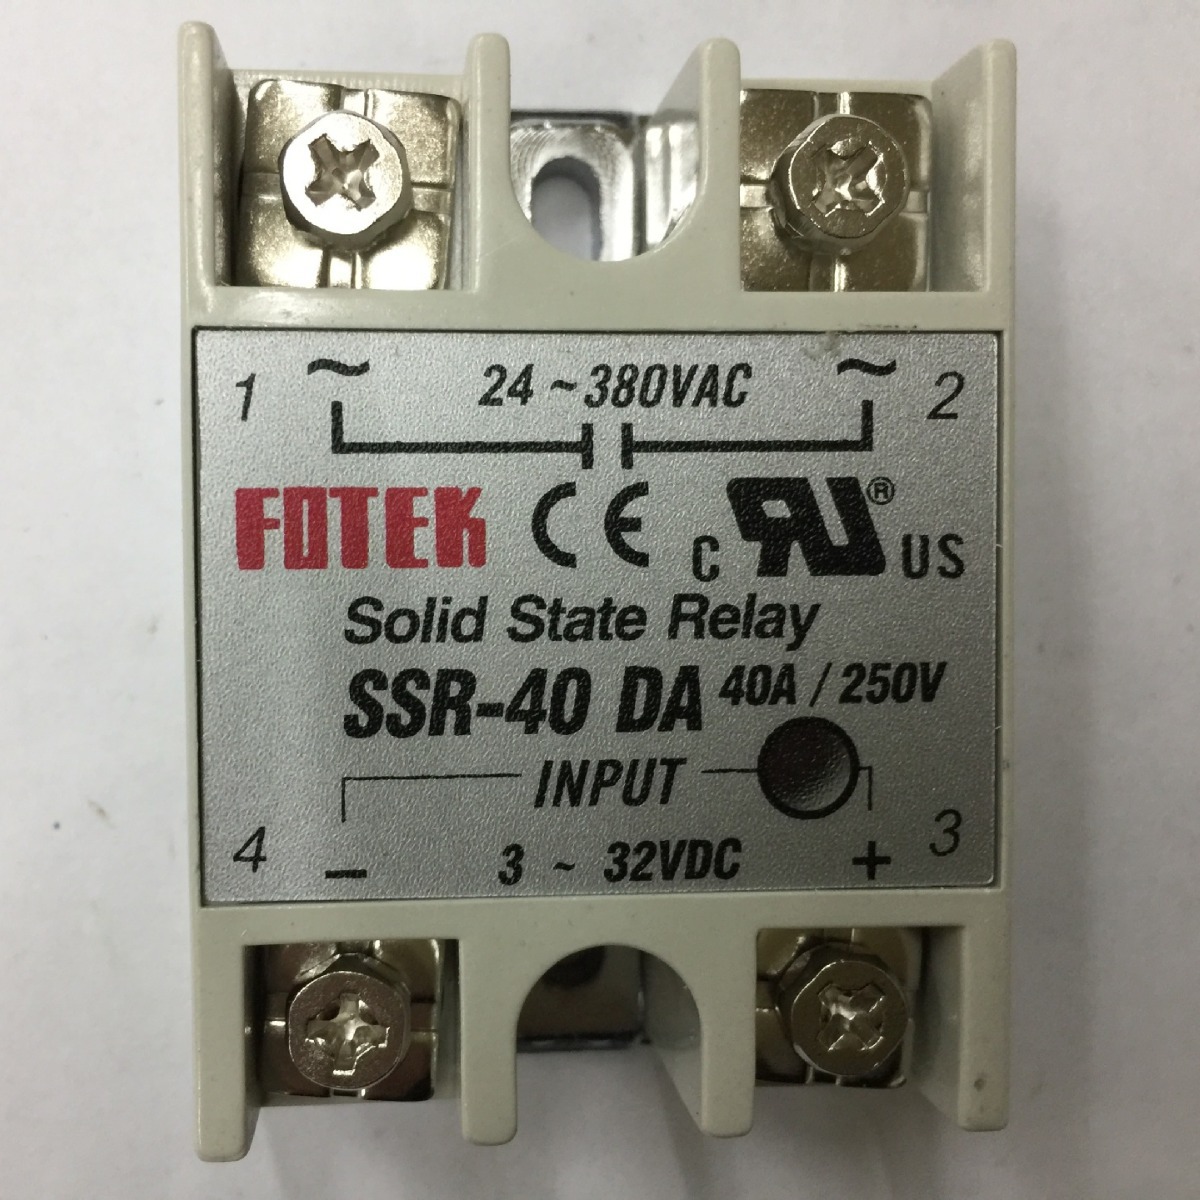 1 ~ 24 ~ 380VAC ~ 2
FOTEK CE c RU ® US
Solid State Relay
SSR-40 DA 40A / 250V
INPUT
4 − 3 ~ 32VDC + 3